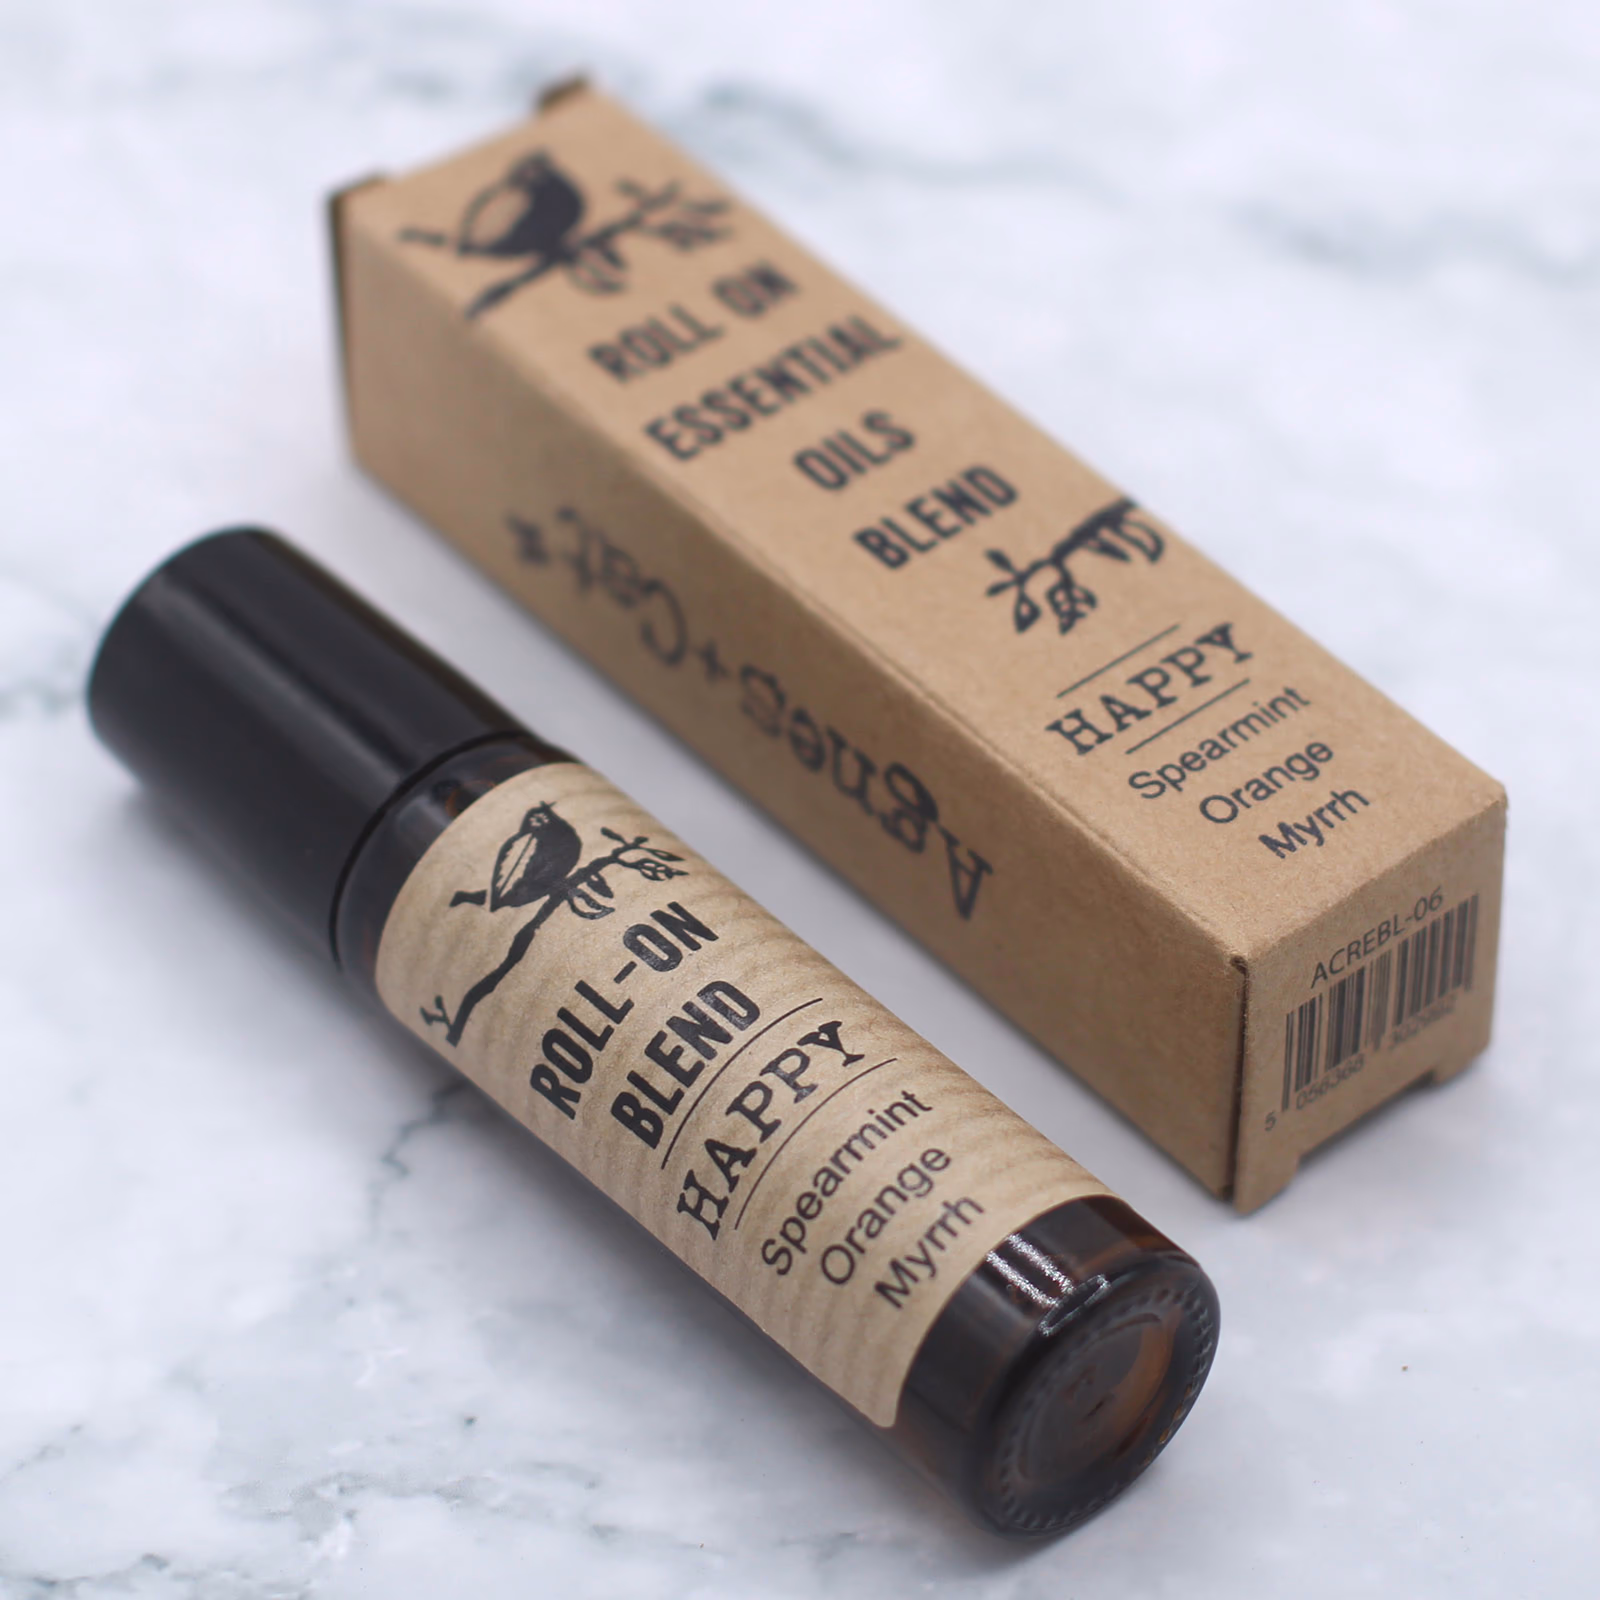 ROLL ON
ESSENTIAL
OILS
BLEND
HAPPY
Spearmint
Orange
Myrrh
Agnes+Cat
ACREBL-06
ROLL-ON
BLEND
HAPPY
Spearmint
Orange
Myrrh